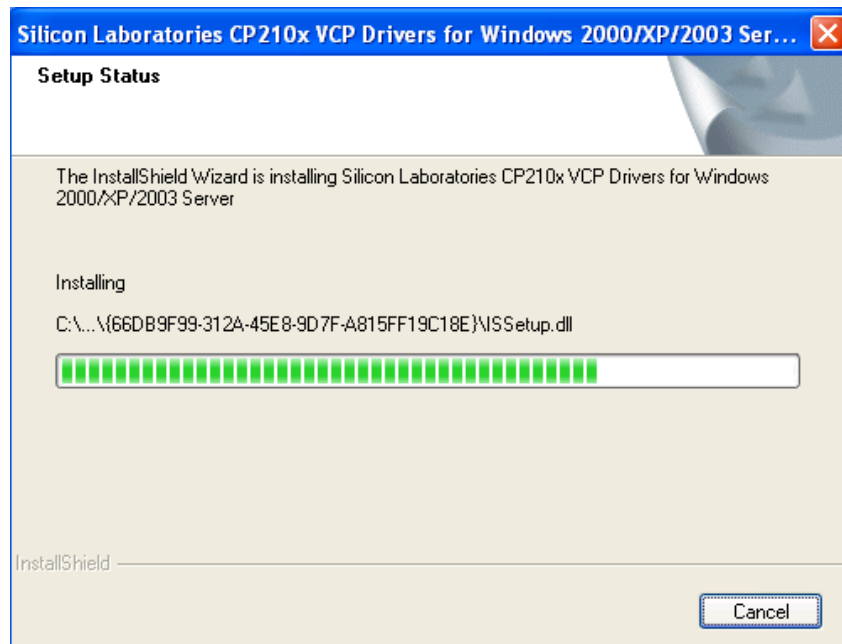 Silicon Laboratories CP210x VCP Drivers for Windows 2000/XP/2003 Ser...
Setup Status
The InstallShield Wizard is installing Silicon Laboratories CP210x VCP Drivers for Windows
2000/XP/2003 Server
Installing
C:\...\{66DB9F99-312A-45E8-9D7F-A815FF19C18E}\ISSetup.dll
InstallShield
Cancel